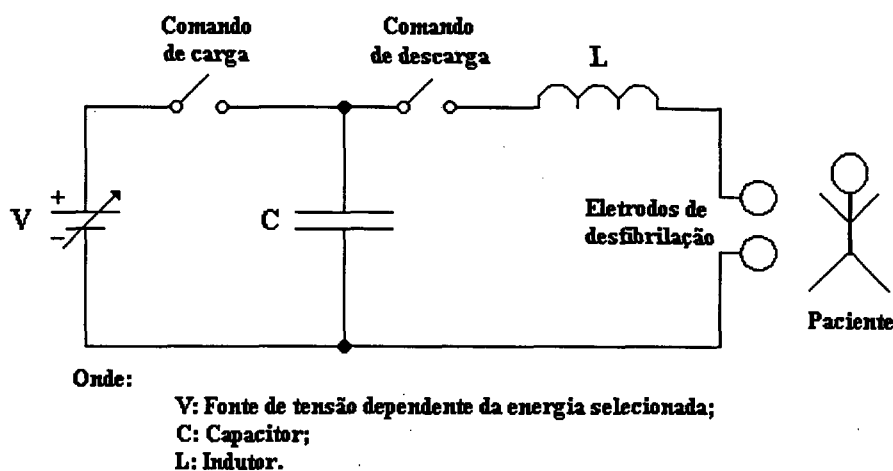 Comando
de carga
Comando
de descarga
L
+
V
-
C
Eletrodos de
desfibrilação
Paciente
Onde:
V: Fonte de tensão dependente da energia selecionada;
C: Capacitor;
L: Indutor.